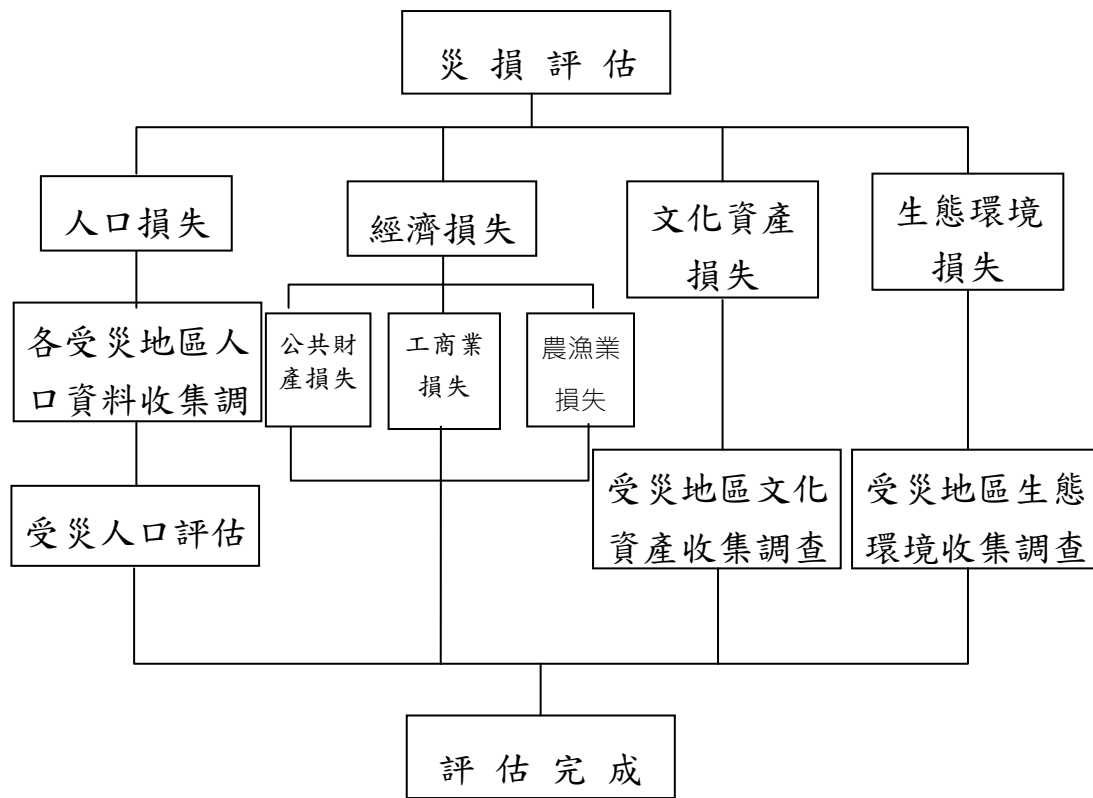 災 損 評 估
人口損失
經濟損失
文化資產
損失
生態環境
損失
各受災地區人
口資料收集調
公共財
產損失
工商業
損失
農漁業
損失
受災人口評估
受災地區文化
資產收集調查
受災地區生態
環境收集調查
評 估 完 成